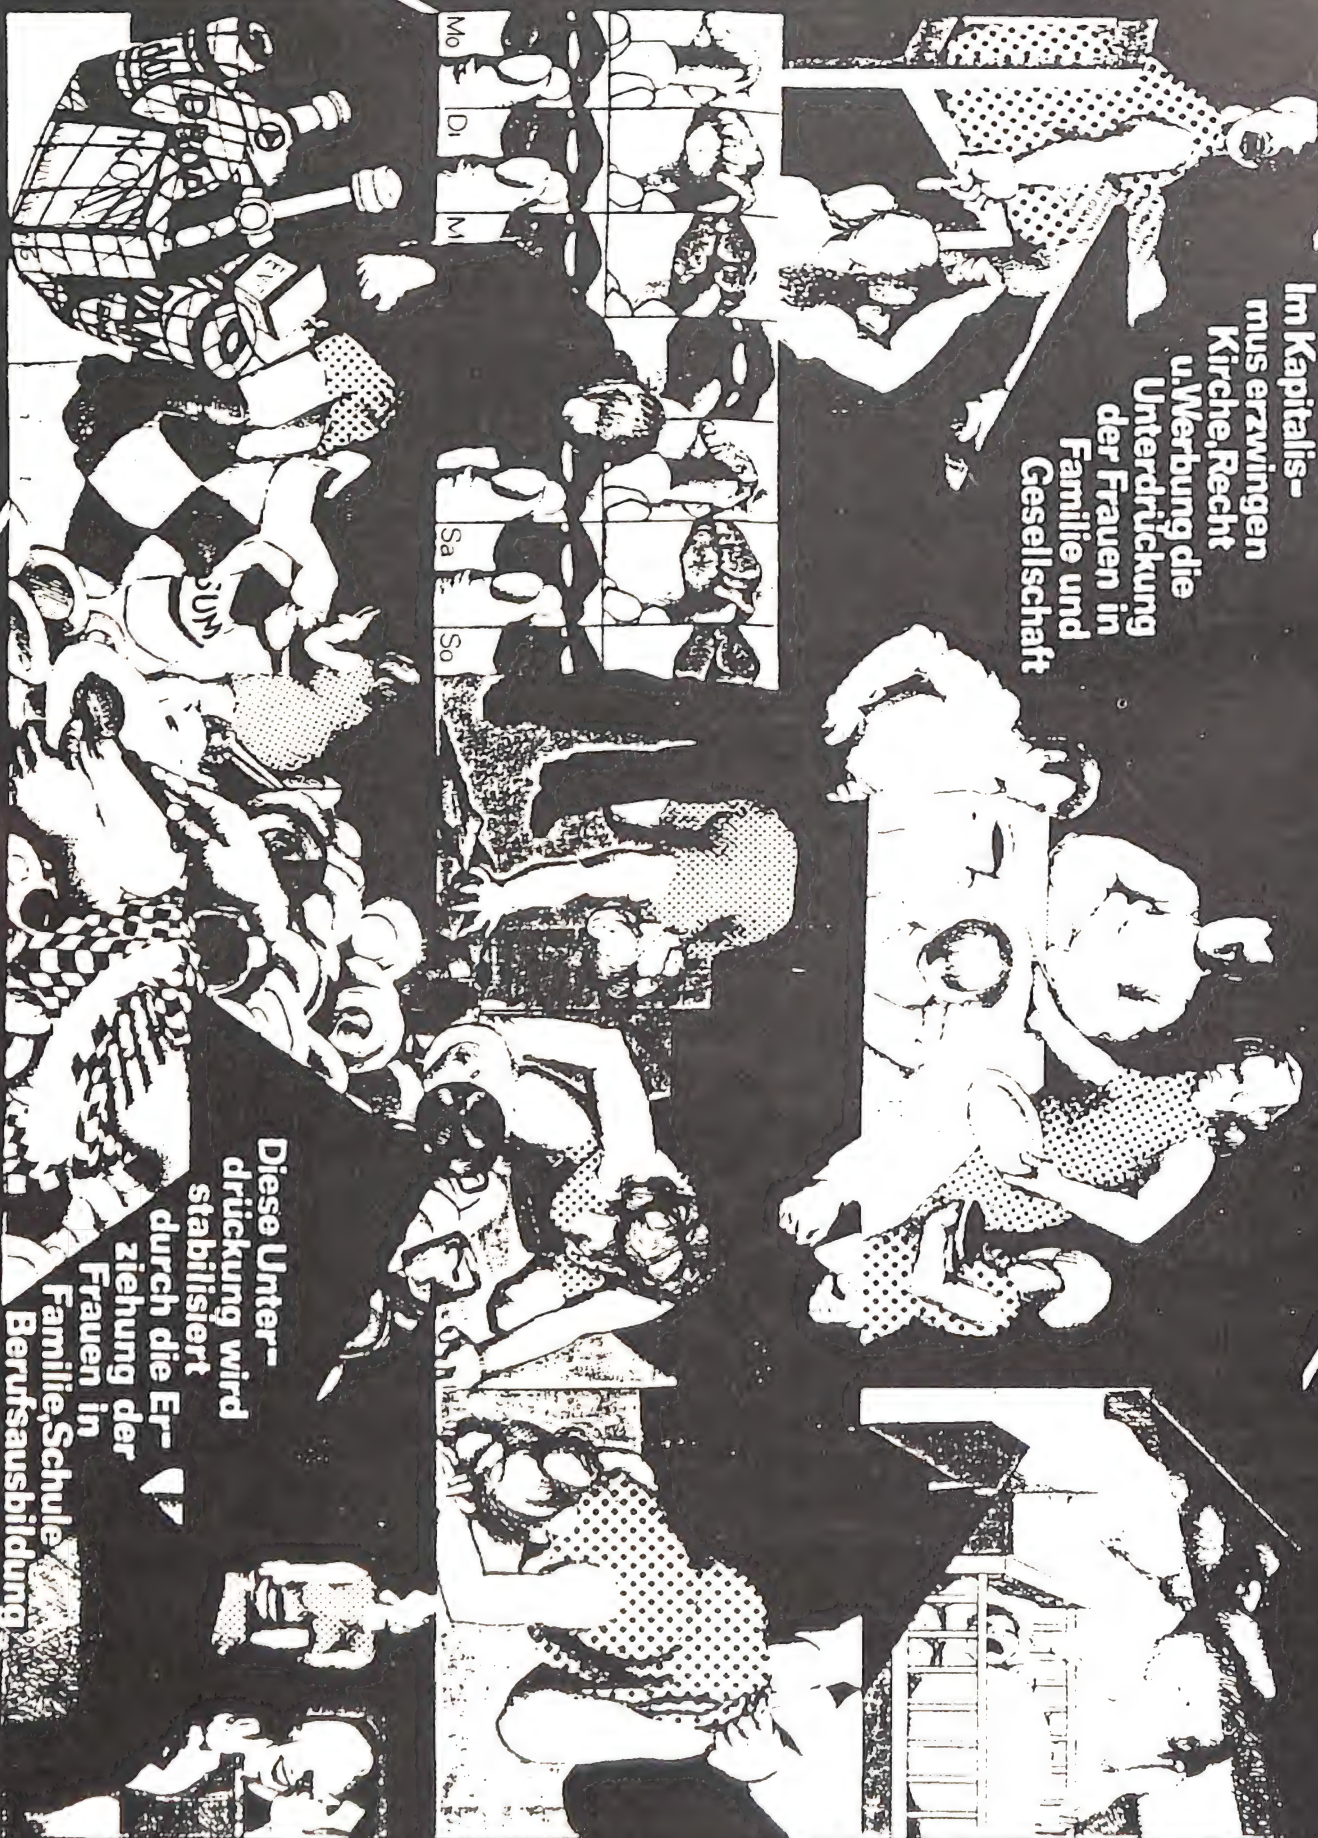 Im Kapitalis-
mus erzwingen
Kirche,Recht
u.Werbung die
Unterdrückung
der Frauen in
Familie und
Gesellschaft
Mo Di M Sa So
Diese Unter-
drückung wird
stabilisiert
durch die Er-
ziehung der
Frauen in
Familie,Schule
Berufsausbildung